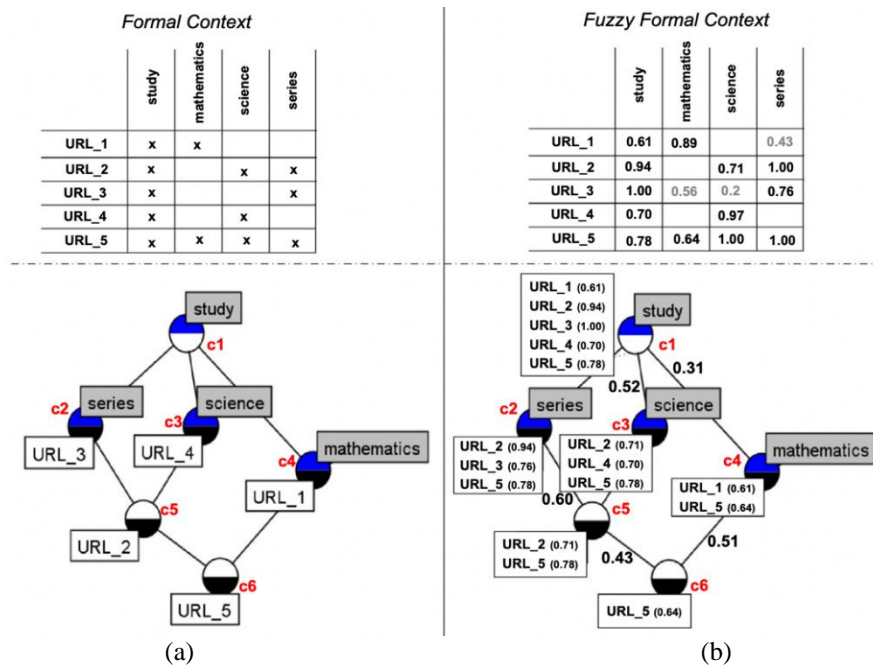 Formal Context
study mathematics science series
URL_1 x x
URL_2 x x x
URL_3 x x
URL_4 x x
URL_5 x x x x
study
c1
c2 series
c3 science
URL_3
URL_4
c4 mathematics
URL_1
c5
URL_2
c6
URL_5
(a)
Fuzzy Formal Context
study mathematics science series
URL_1 0.61 0.89 0.43
URL_2 0.94 0.71 1.00
URL_3 1.00 0.56 0.2 0.76
URL_4 0.70 0.97
URL_5 0.78 0.64 1.00 1.00
URL_1 (0.61)
URL_2 (0.94)
URL_3 (1.00)
URL_4 (0.70)
URL_5 (0.78)
study
c1
0.31
0.52
c2 series
c3 science
URL_2 (0.94)
URL_3 (0.76)
URL_5 (0.78)
URL_2 (0.71)
URL_4 (0.70)
URL_5 (0.78)
c4 mathematics
URL_1 (0.61)
URL_5 (0.64)
0.60
c5
URL_2 (0.71)
URL_5 (0.78)
0.43
0.51
c6
URL_5 (0.64)
(b)